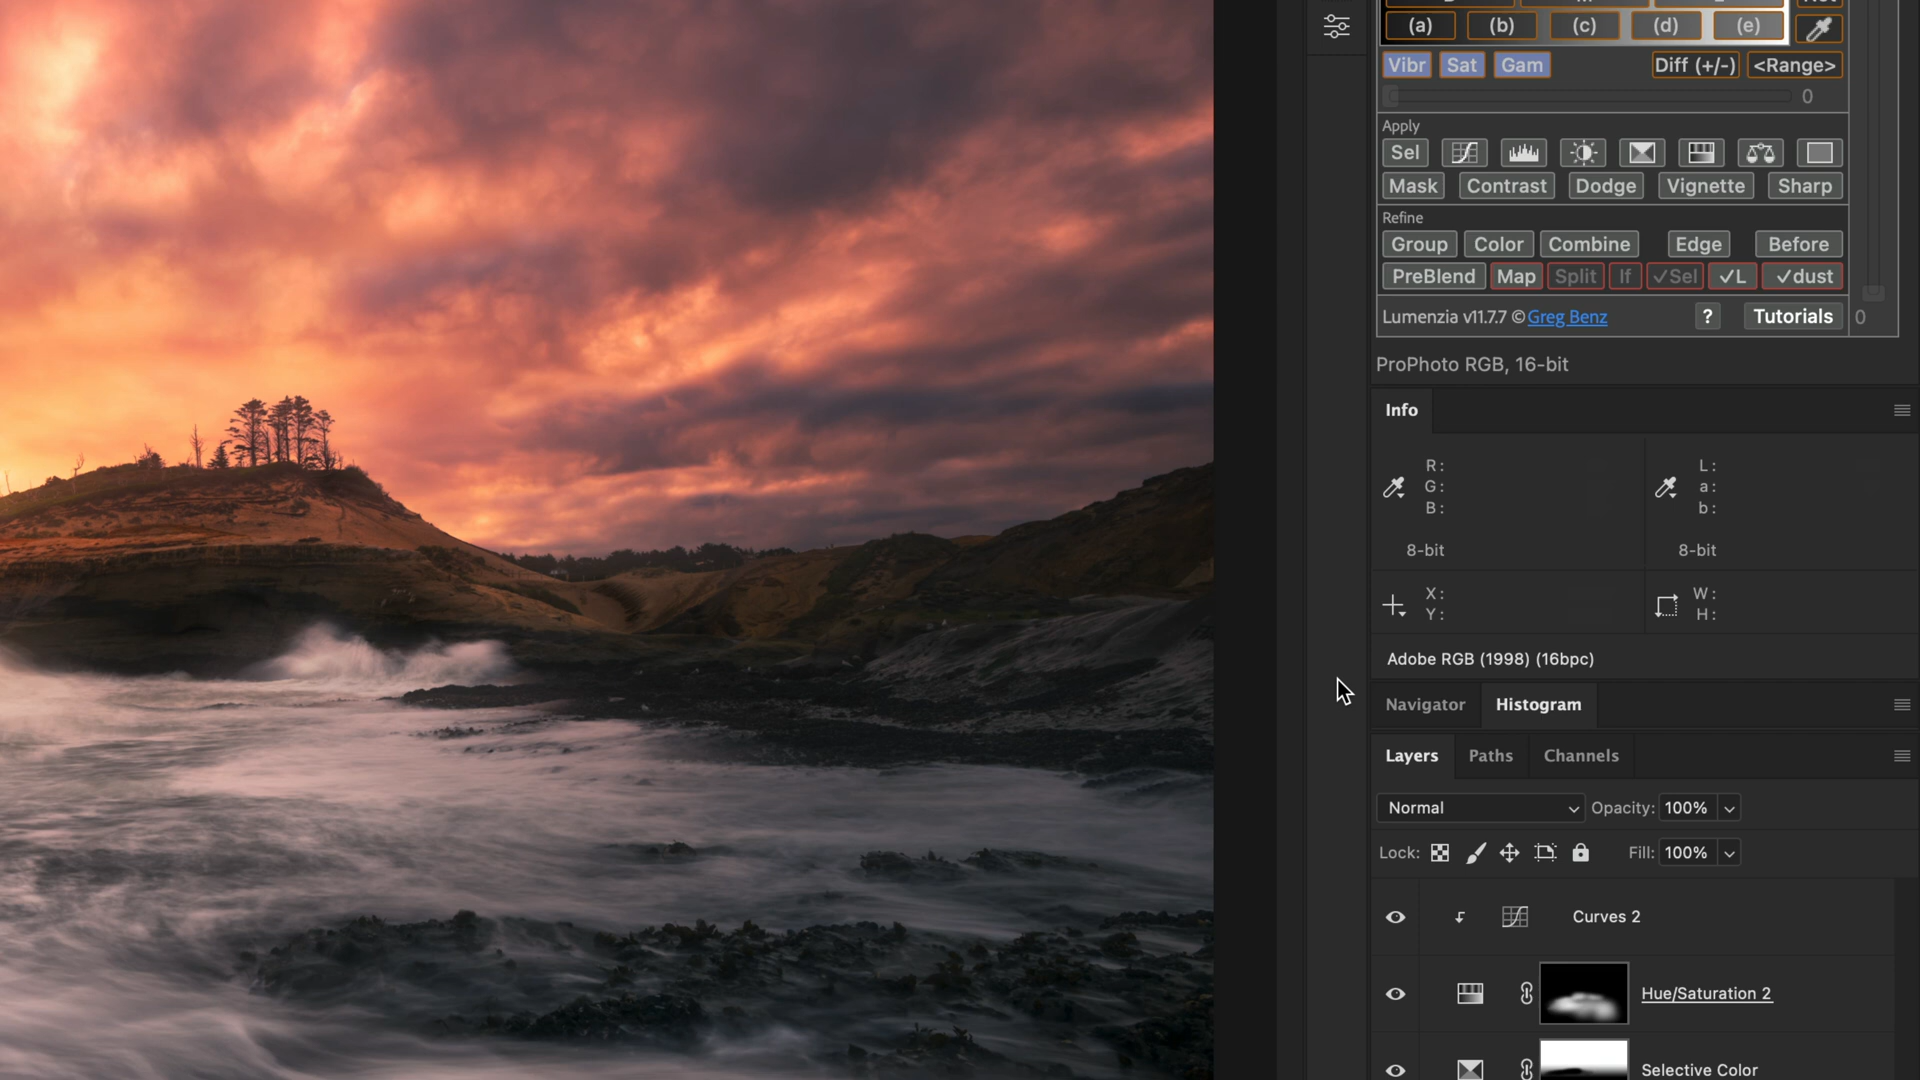 (a) (b) (c) (d) (e)
Vibr Sat Gam Diff (+/-) <Range>
0
Apply
Sel
Mask Contrast Dodge Vignette Sharp
Refine
Group Color Combine Edge Before
PreBlend Map Split If ✓Sel ✓L ✓dust
Lumenzia v11.7.7 © Greg Benz ? Tutorials 0
ProPhoto RGB, 16-bit
Info
R: L:
G: a:
B: b:
8-bit 8-bit
X: W:
Y: H:
Adobe RGB (1998) (16bpc)
Navigator Histogram
Layers Paths Channels
Normal Opacity: 100%
Lock: Fill: 100%
Curves 2
Hue/Saturation 2
Selective Color